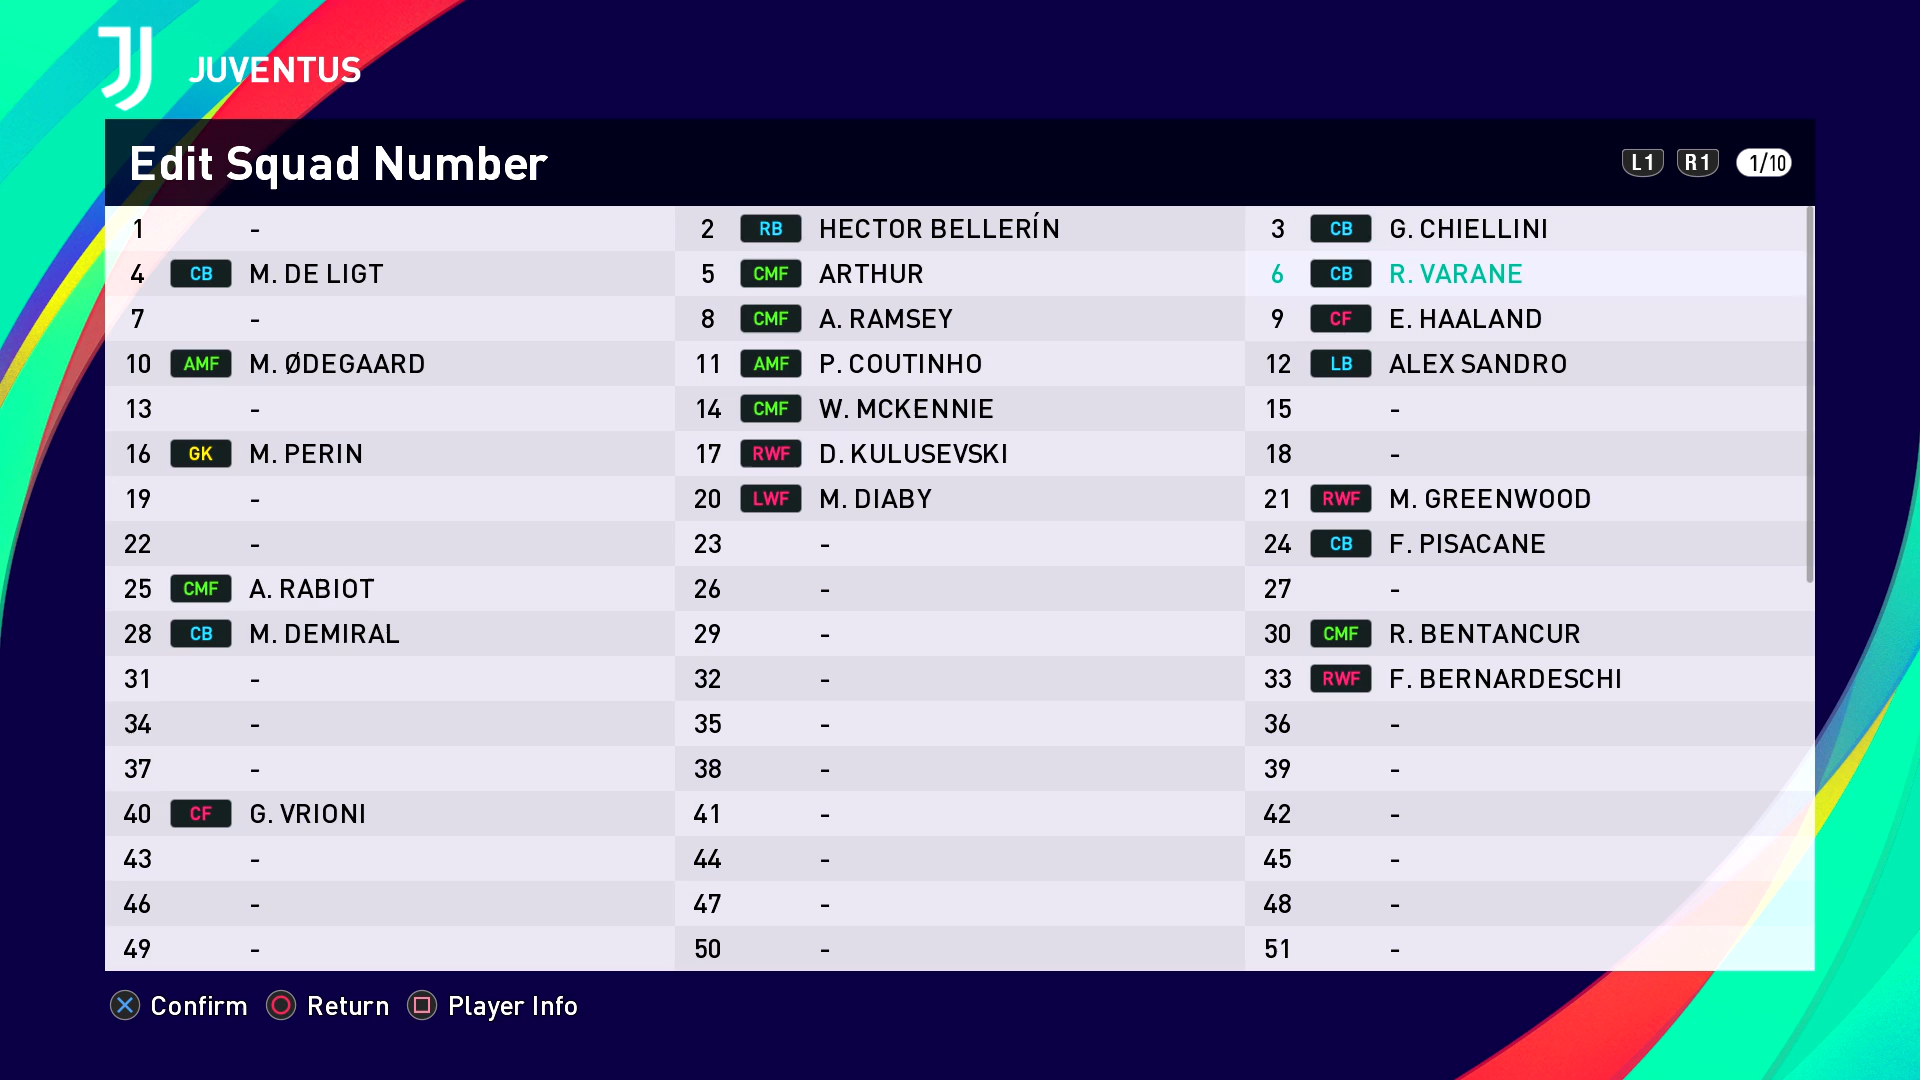 JUVENTUS
Edit Squad Number L1 R1 1/10
1 - 2 RB HECTOR BELLERÍN 3 CB G. CHIELLINI
4 CB M. DE LIGT 5 CMF ARTHUR 6 CB R. VARANE
7 - 8 CMF A. RAMSEY 9 CF E. HAALAND
10 AMF M. ØDEGAARD 11 AMF P. COUTINHO 12 LB ALEX SANDRO
13 - 14 CMF W. MCKENNIE 15 -
16 GK M. PERIN 17 RWF D. KULUSEVSKI 18 -
19 - 20 LWF M. DIABY 21 RWF M. GREENWOOD
22 - 23 - 24 CB F. PISACANE
25 CMF A. RABIOT 26 - 27 -
28 CB M. DEMIRAL 29 - 30 CMF R. BENTANCUR
31 - 32 - 33 RWF F. BERNARDESCHI
34 - 35 - 36 -
37 - 38 - 39 -
40 CF G. VRIONI 41 - 42 -
43 - 44 - 45 -
46 - 47 - 48 -
49 - 50 - 51 -
Confirm Return Player Info